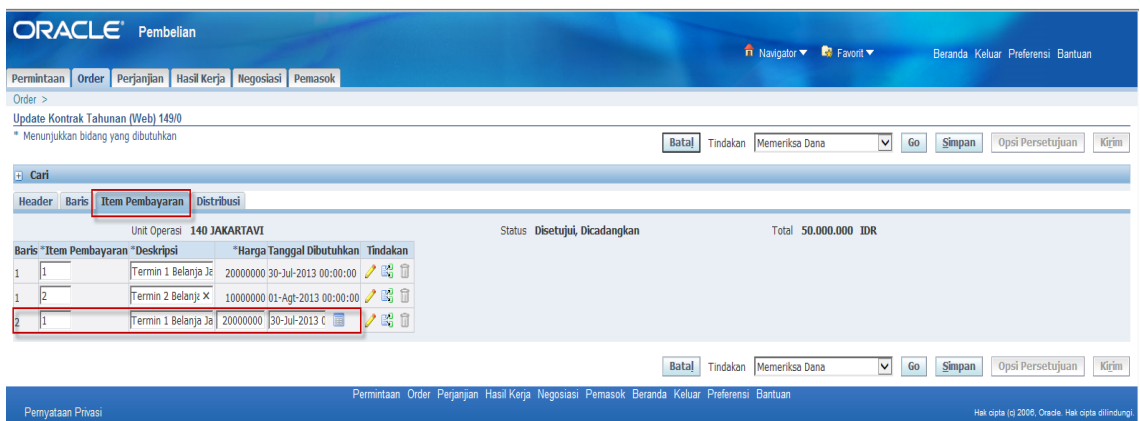 ORACLE Pembelian
Navigator Favorit Beranda Keluar Preferensi Bantuan
Permintaan Order Perjanjian Hasil Kerja Negosiasi Pemasok
Order >
Update Kontrak Tahunan (Web) 149/0
* Menunjukkan bidang yang dibutuhkan
Batal Tindakan Memeriksa Dana Go Simpan Opsi Persetujuan Kirim
Cari
Header Baris Item Pembayaran Distribusi
Unit Operasi 140 JAKARTAVI Status Disetujui, Dicadangkan Total 50.000.000 IDR
Baris *Item Pembayaran *Deskripsi *Harga Tanggal Dibutuhkan Tindakan
1 1 Termin 1 Belanja Ja 20000000 30-Jul-2013 00:00:00
1 2 Termin 2 Belanja 10000000 01-Agt-2013 00:00:00
2 1 Termin 1 Belanja Ja 20000000 30-Jul-2013 0
Batal Tindakan Memeriksa Dana Go Simpan Opsi Persetujuan Kirim
Permintaan Order Perjanjian Hasil Kerja Negosiasi Pemasok Beranda Keluar Preferensi Bantuan
Pernyataan Privasi Hak cipta (c) 2006, Oracle. Hak cipta dilindungi.